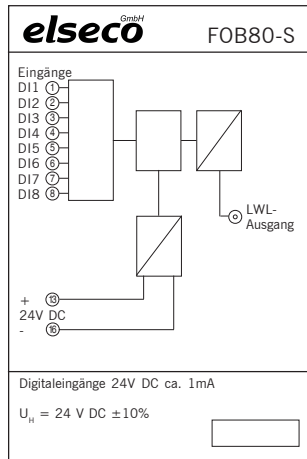 elseco GmbH
FOB80-S
Eingänge
DI1 1
DI2 2
DI3 3
DI4 4
DI5 5
DI6 6
DI7 7
DI8 8
LWL-
Ausgang
+ 13
24V DC
- 16
Digitaleingänge 24V DC ca. 1mA
UH = 24 V DC ±10%